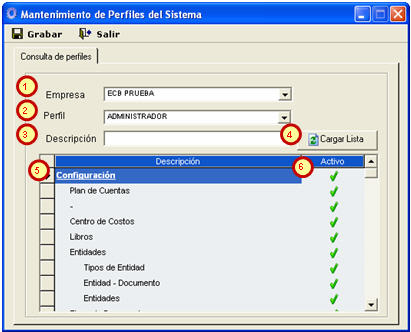 Mantenimiento de Perfiles del Sistema
Grabar Salir
Consulta de perfiles
1 Empresa ECB PRUEBA
2 Perfil ADMINISTRADOR
3 Descripción 4 Cargar Lista
Descripción Activo
5 Configuración 6
Plan de Cuentas
-
Centro de Costos
Libros
Entidades
Tipos de Entidad
Entidad - Documento
Entidades